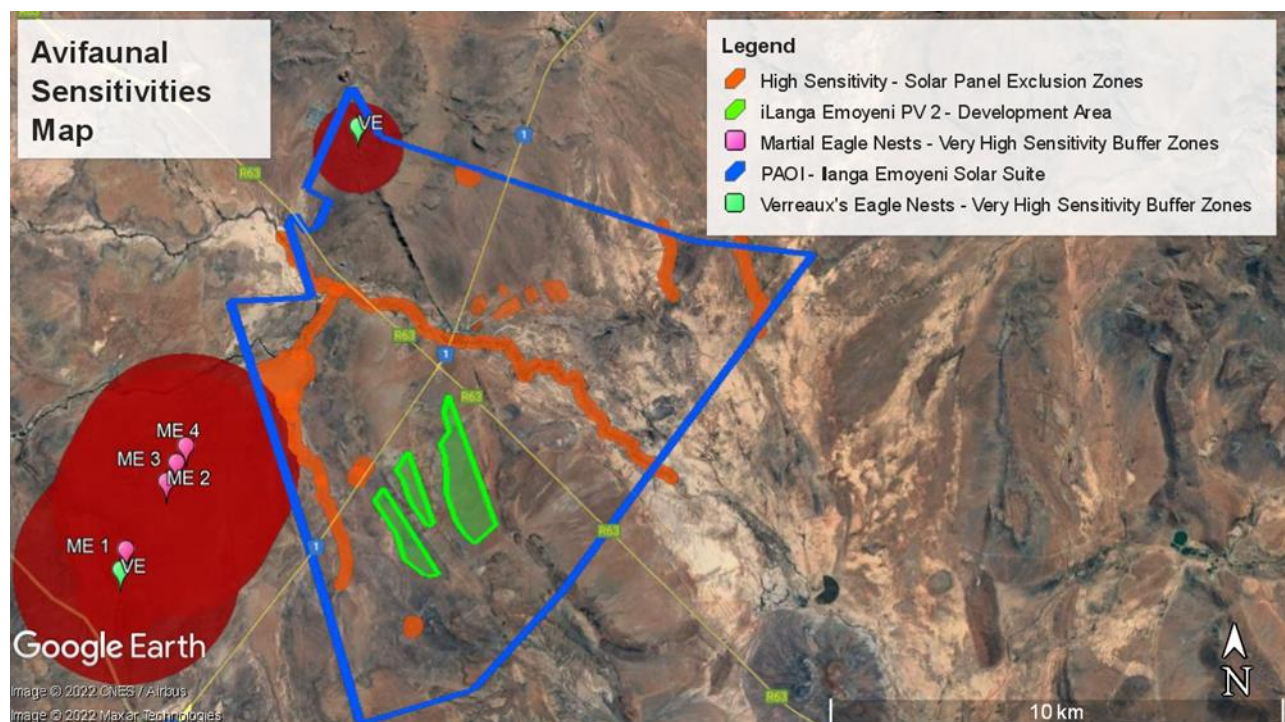 Avifaunal
Sensitivities
Map
Legend
High Sensitivity - Solar Panel Exclusion Zones
iLanga Emoyeni PV 2 - Development Area
Martial Eagle Nests - Very High Sensitivity Buffer Zones
PAOI - Ilanga Emoyeni Solar Suite
Verreaux's Eagle Nests - Very High Sensitivity Buffer Zones
R63
VE
1
R63
R63
1
R63
ME 4
ME 3
ME 2
R63
ME 1
1
VE
Google Earth
N
Image © 2022 CNES / Airbus
R63
Image © 2022 Maxar Technologies
10 km